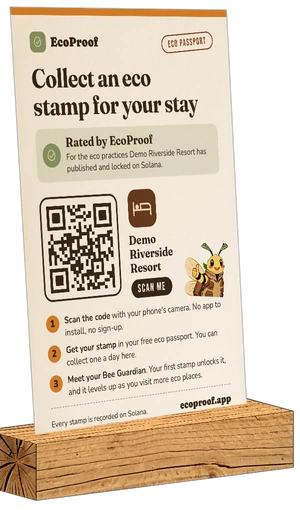 EcoProof
ECO PASSPORT
Collect an eco
stamp for your stay
Rated by EcoProof
For the eco practices Demo Riverside Resort has
published and locked on Solana.
Demo
Riverside
Resort
SCAN ME
1 Scan the code with your phone's camera. No app to
install, no sign-up.
2 Get your stamp in your free eco passport. You can
collect one a day here.
3 Meet your Bee Guardian. Your first stamp unlocks it,
and it levels up as you visit more eco places.
Every stamp is recorded on Solana.
ecoproof.app